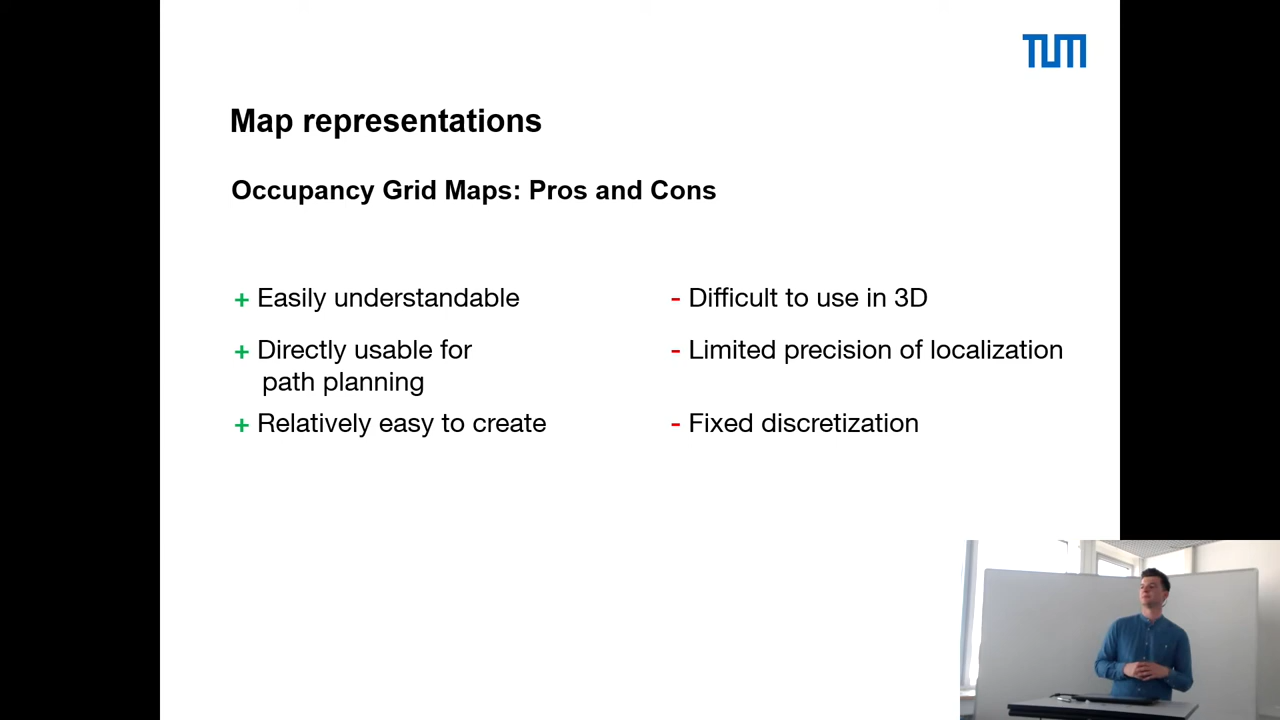 TUM
Map representations
Occupancy Grid Maps: Pros and Cons
+ Easily understandable
+ Directly usable for
path planning
+ Relatively easy to create
- Difficult to use in 3D
- Limited precision of localization
- Fixed discretization